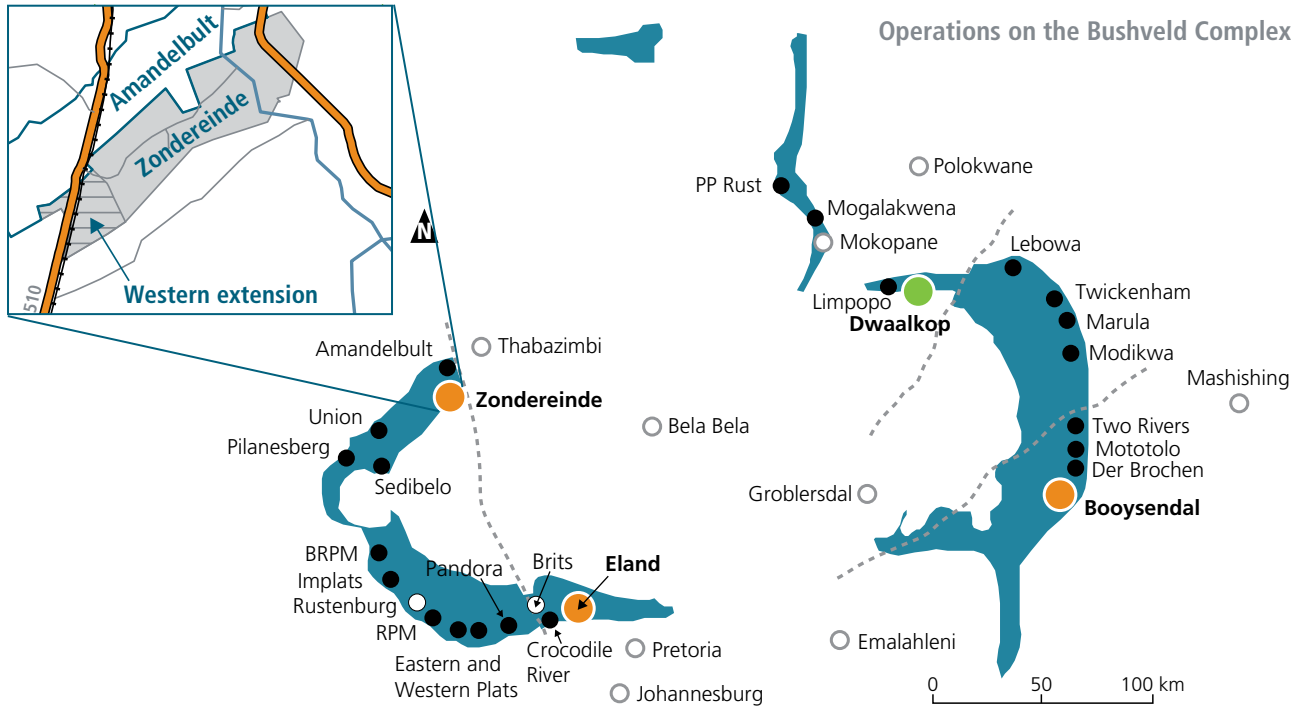 Operations on the Bushveld Complex
Amandelbult
Zondereinde
Western extension
510
N
PP Rust
Polokwane
Mogalakwena
Mokopane
Lebowa
Limpopo
Dwaalkop
Twickenham
Marula
Modikwa
Mashishing
Amandelbult
Thabazimbi
Zondereinde
Union
Bela Bela
Pilanesberg
Sedibelo
Two Rivers
Mototolo
Der Brochen
Groblersdal
Booysendal
BRPM
Implats
Rustenburg
RPM
Pandora
Brits
Eland
Eastern and
Western Plats
Crocodile
River
Pretoria
Johannesburg
Emalahleni
0 50 100 km